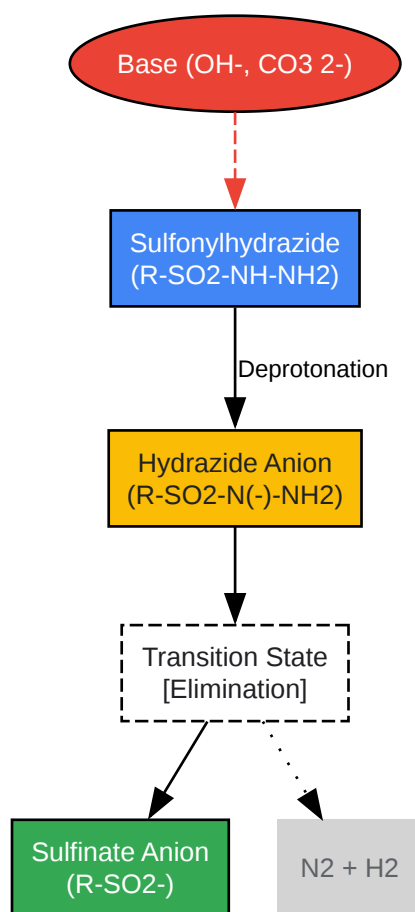 Base (OH-, CO3 2-)
Sulfonylhydrazide
(R-SO2-NH-NH2)
Deprotonation
Hydrazide Anion
(R-SO2-N(-)-NH2)
Transition State
[Elimination]
Sulfinate Anion
(R-SO2-)
N2 + H2